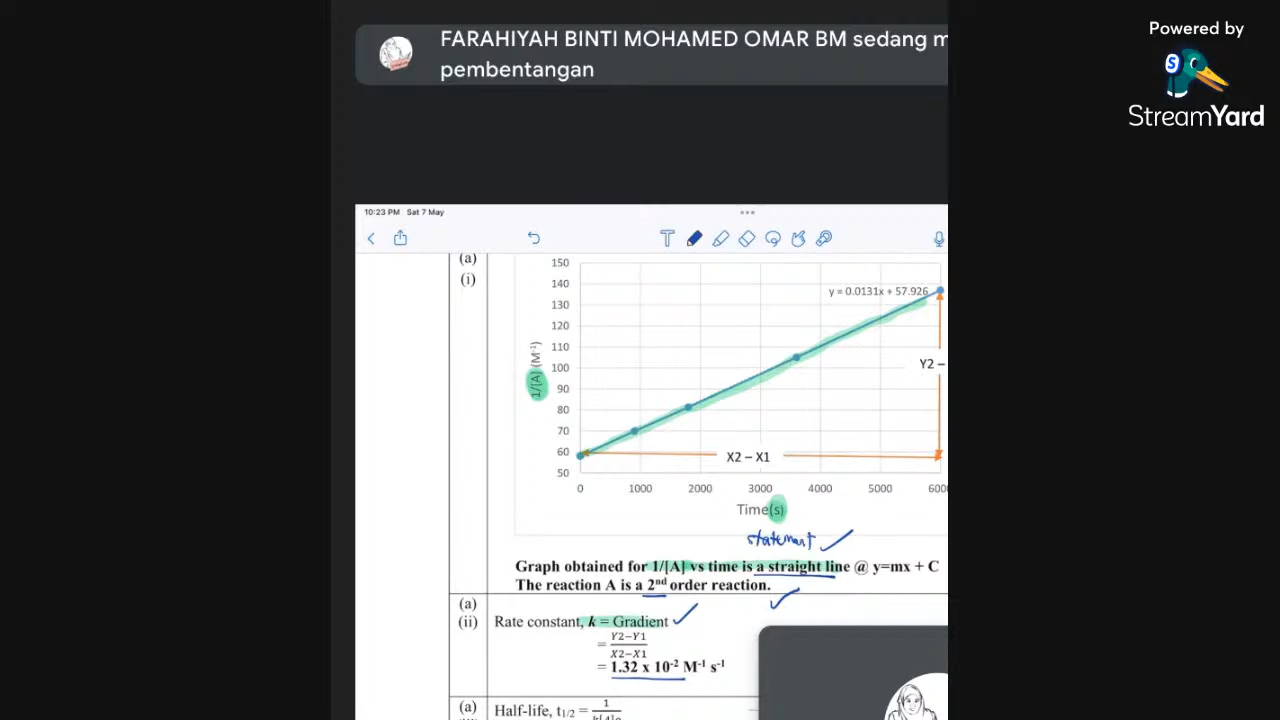 Powered by
StreamYard
FARAHIYAH BINTI MOHAMED OMAR BM sedang m
pembentangan
10:23 PM Sat 7 May
(a)
(i)
150
140
130
120
110
100
90
80
70
60
50
1/[A] (M⁻¹)
y = 0.0131x + 57.926
Y2 –
X2 – X1
0 1000 2000 3000 4000 5000 600
Time(s)
statement
Graph obtained for 1/[A] vs time is a straight line @ y=mx + C
The reaction A is a 2nd order reaction.
(a)
(ii)
Rate constant, k = Gradient
= Y2−Y1
X2−X1
= 1.32 x 10⁻² M⁻¹ s⁻¹
(a)
Half-life, t1/2 = 1